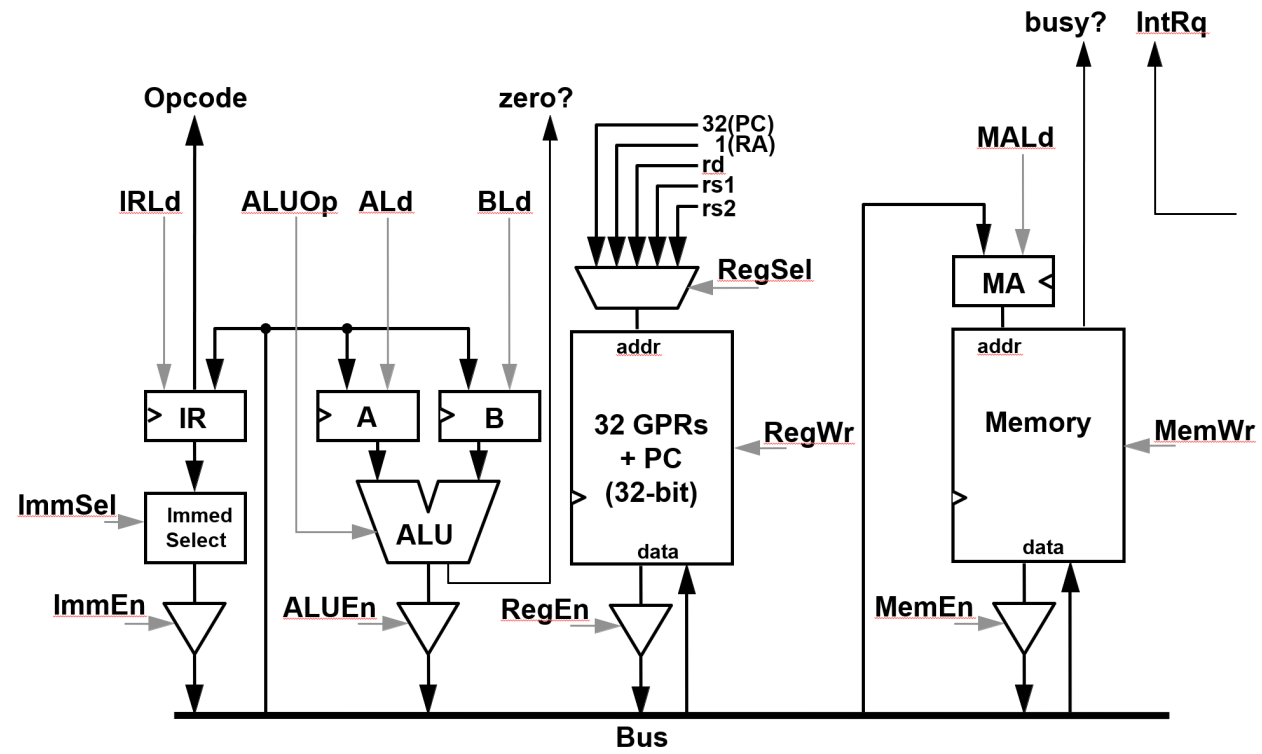 busy? IntRq
Opcode zero?
32(PC)
1(RA)
rd
rs1
rs2
MALd
IRLd ALUOp ALd BLd
RegSel
MA
addr addr
IR A B
32 GPRs
+ PC
(32-bit)
Memory
RegWr MemWr
ImmSel
Immed
Select
ALU
data data
ImmEn ALUEn RegEn MemEn
Bus